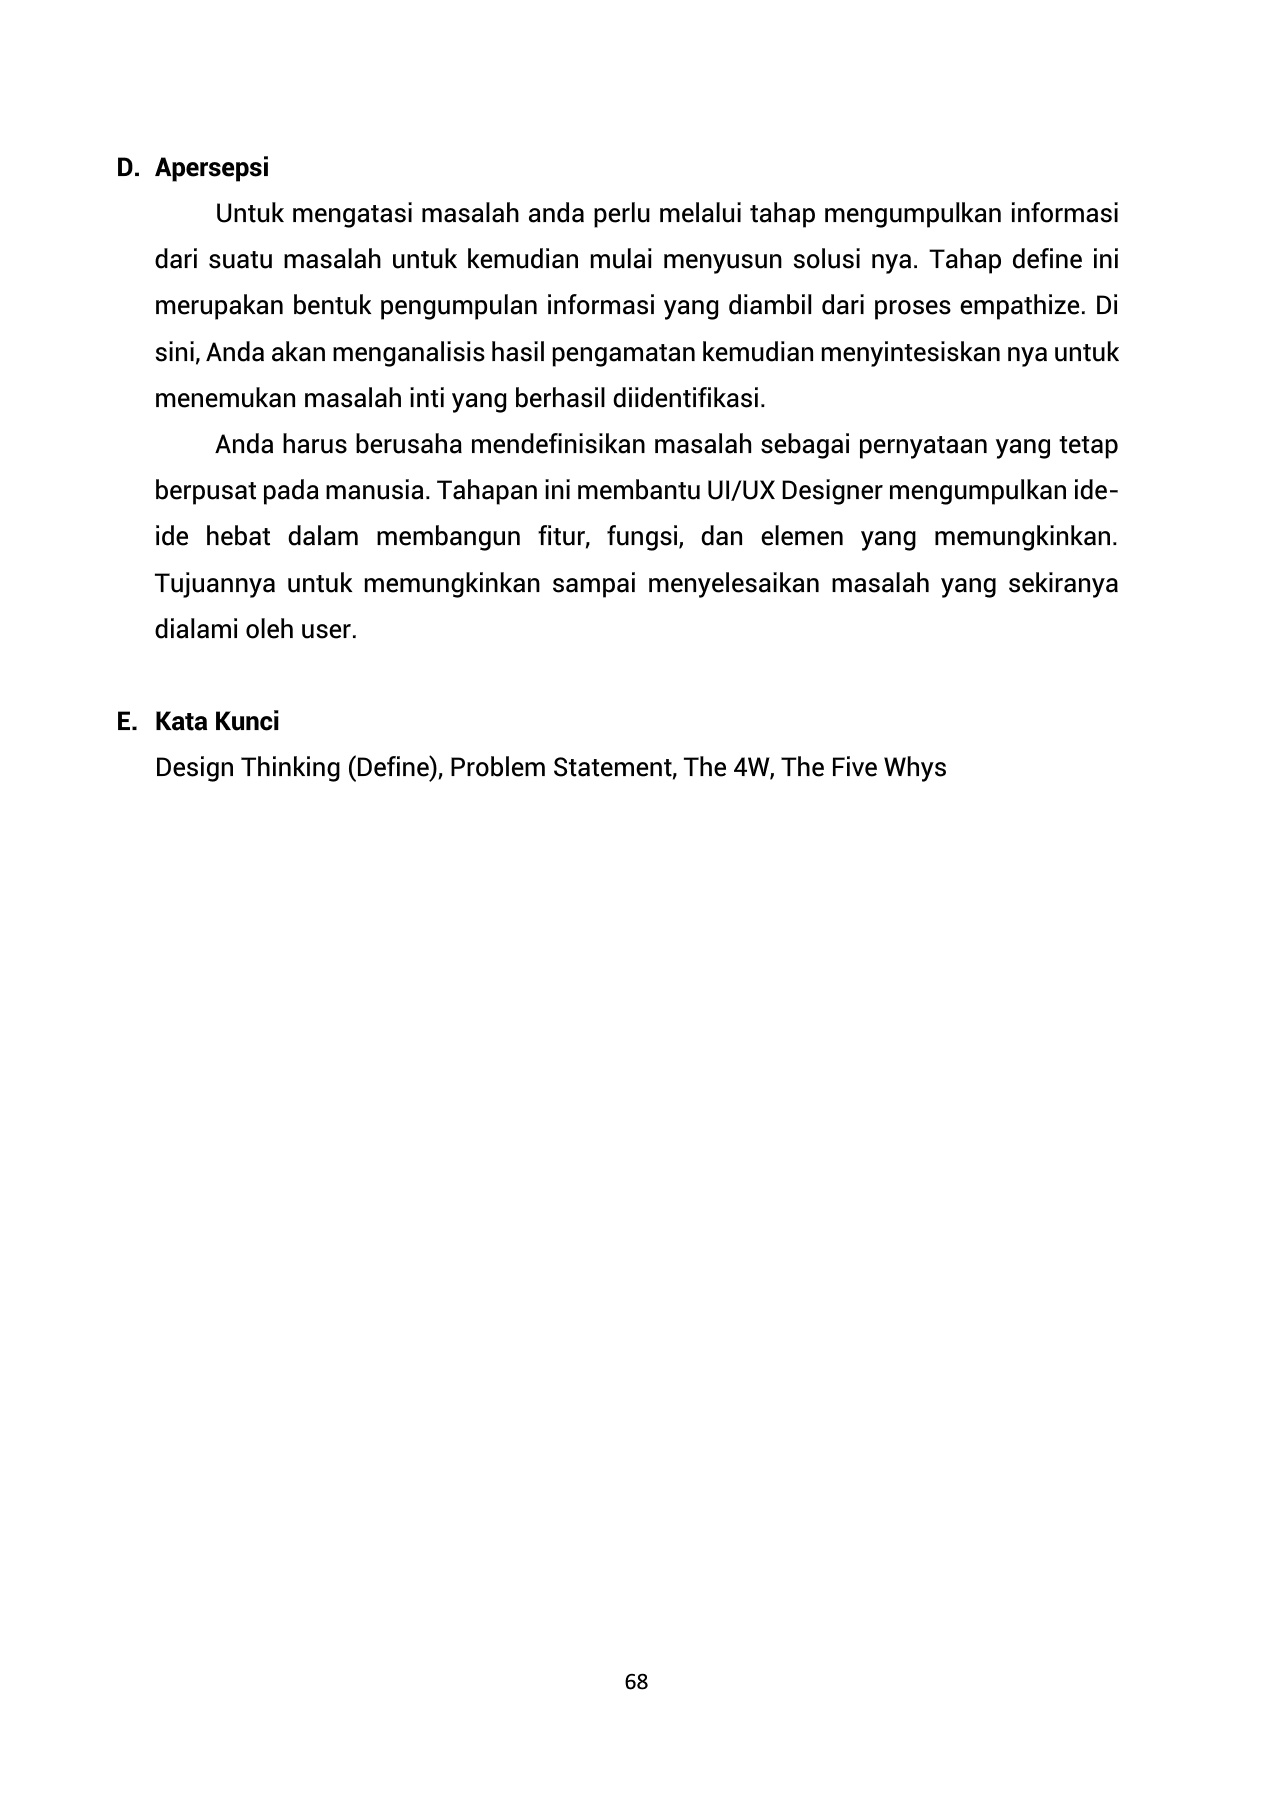 D. Apersepsi
Untuk mengatasi masalah anda perlu melalui tahap mengumpulkan informasi
dari suatu masalah untuk kemudian mulai menyusun solusi nya. Tahap define ini
merupakan bentuk pengumpulan informasi yang diambil dari proses empathize. Di
sini, Anda akan menganalisis hasil pengamatan kemudian menyintesiskan nya untuk
menemukan masalah inti yang berhasil diidentifikasi.
Anda harus berusaha mendefinisikan masalah sebagai pernyataan yang tetap
berpusat pada manusia. Tahapan ini membantu UI/UX Designer mengumpulkan ide-
ide hebat dalam membangun fitur, fungsi, dan elemen yang memungkinkan.
Tujuannya untuk memungkinkan sampai menyelesaikan masalah yang sekiranya
dialami oleh user.
E. Kata Kunci
Design Thinking (Define), Problem Statement, The 4W, The Five Whys
68